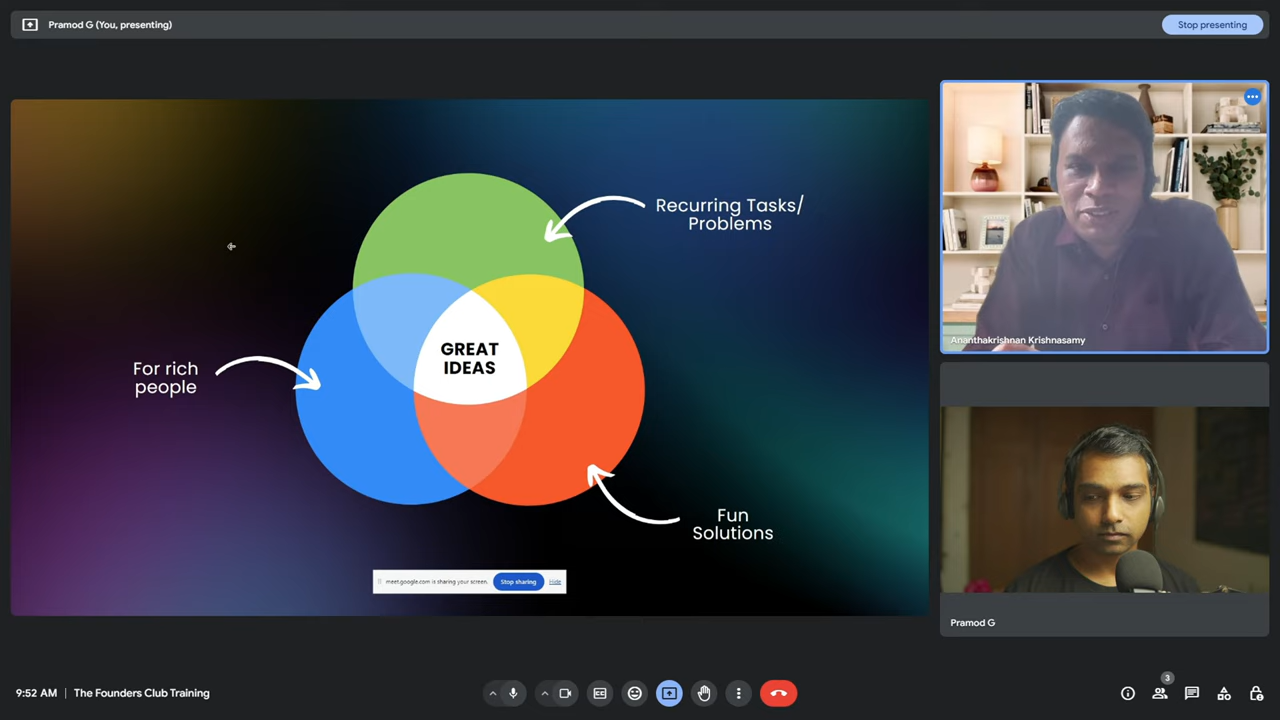 Pramod G (You, presenting)
Stop presenting
Recurring Tasks/
Problems
GREAT
IDEAS
For rich
people
Fun
Solutions
meet.google.com is sharing your screen.
Stop sharing
Hide
Ananthakrishnan Krishnasamy
Pramod G
9:52 AM | The Founders Club Training
3